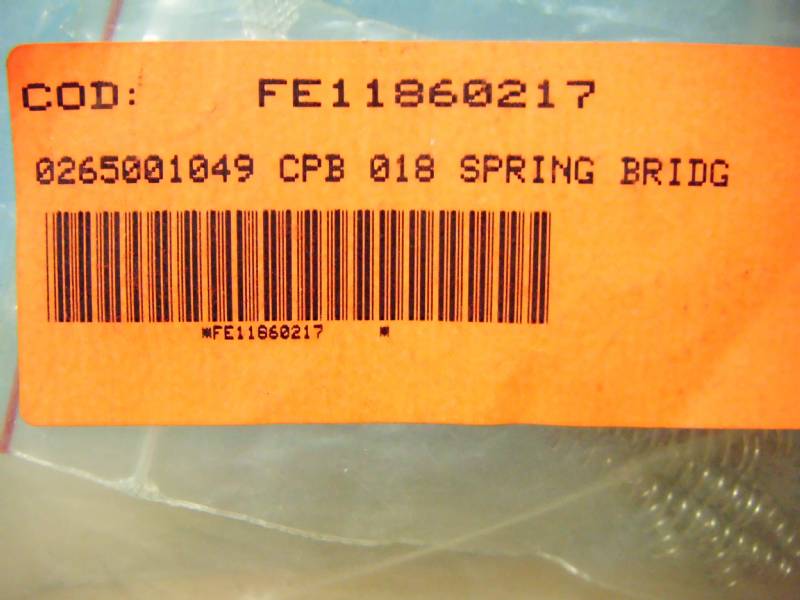 COD: FE11860217
0265001049 CPB 018 SPRING BRIDG
*FE11860217 *